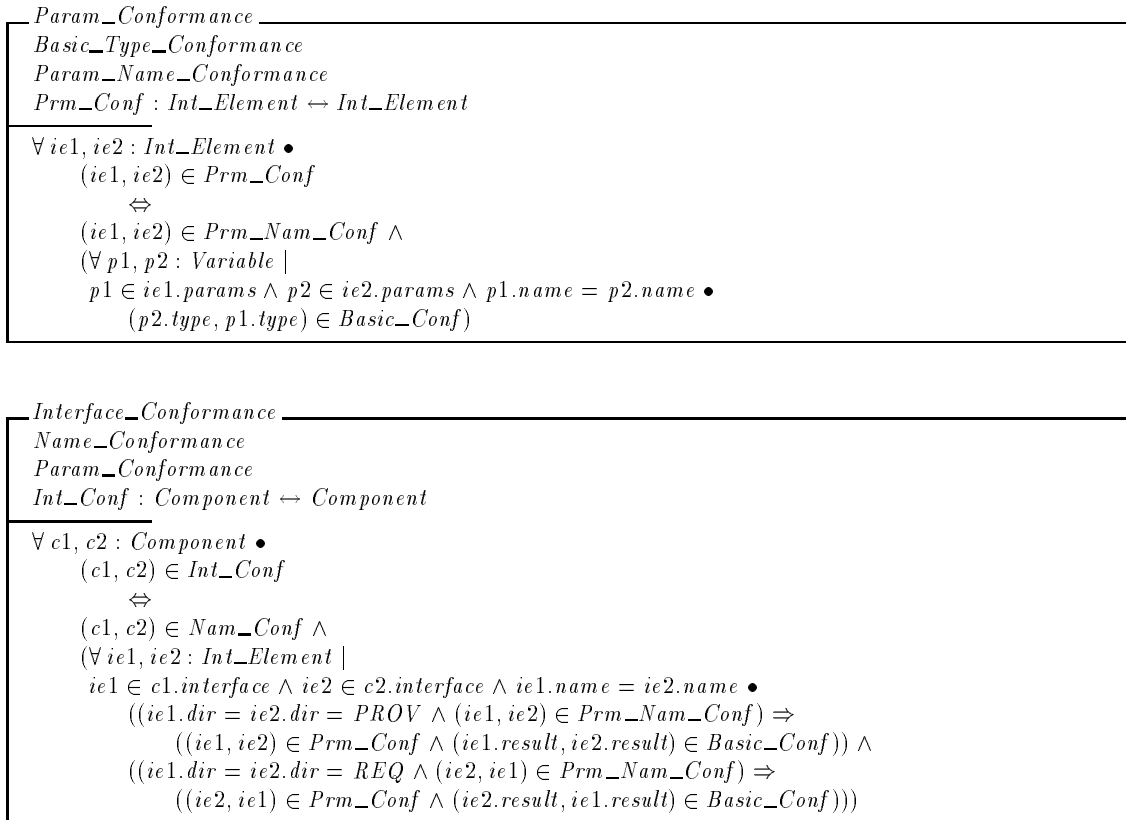 Param_Conformance
Basic_Type_Conformance
Param_Name_Conformance
Prm_Conf : Int_Element ↔ Int_Element
∀ ie1, ie2 : Int_Element •
(ie1, ie2) ∈ Prm_Conf
⇔
(ie1, ie2) ∈ Prm_Nam_Conf ∧
(∀ p1, p2 : Variable |
p1 ∈ ie1.params ∧ p2 ∈ ie2.params ∧ p1.name = p2.name •
(p2.type, p1.type) ∈ Basic_Conf)
Interface_Conformance
Name_Conformance
Param_Conformance
Int_Conf : Component ↔ Component
∀ c1, c2 : Component •
(c1, c2) ∈ Int_Conf
⇔
(c1, c2) ∈ Nam_Conf ∧
(∀ ie1, ie2 : Int_Element |
ie1 ∈ c1.interface ∧ ie2 ∈ c2.interface ∧ ie1.name = ie2.name •
((ie1.dir = ie2.dir = PROV ∧ (ie1, ie2) ∈ Prm_Nam_Conf) ⇒
((ie1, ie2) ∈ Prm_Conf ∧ (ie1.result, ie2.result) ∈ Basic_Conf)) ∧
((ie1.dir = ie2.dir = REQ ∧ (ie2, ie1) ∈ Prm_Nam_Conf) ⇒
((ie2, ie1) ∈ Prm_Conf ∧ (ie2.result, ie1.result) ∈ Basic_Conf)))